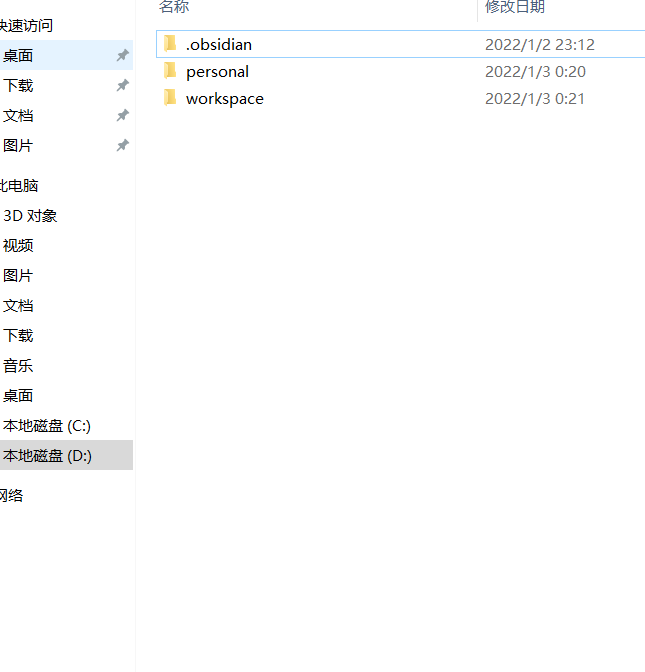 快速访问
桌面
下载
文档
图片
此电脑
3D 对象
视频
图片
文档
下载
音乐
桌面
本地磁盘 (C:)
本地磁盘 (D:)
网络
名称 修改日期
.obsidian 2022/1/2 23:12
personal 2022/1/3 0:20
workspace 2022/1/3 0:21